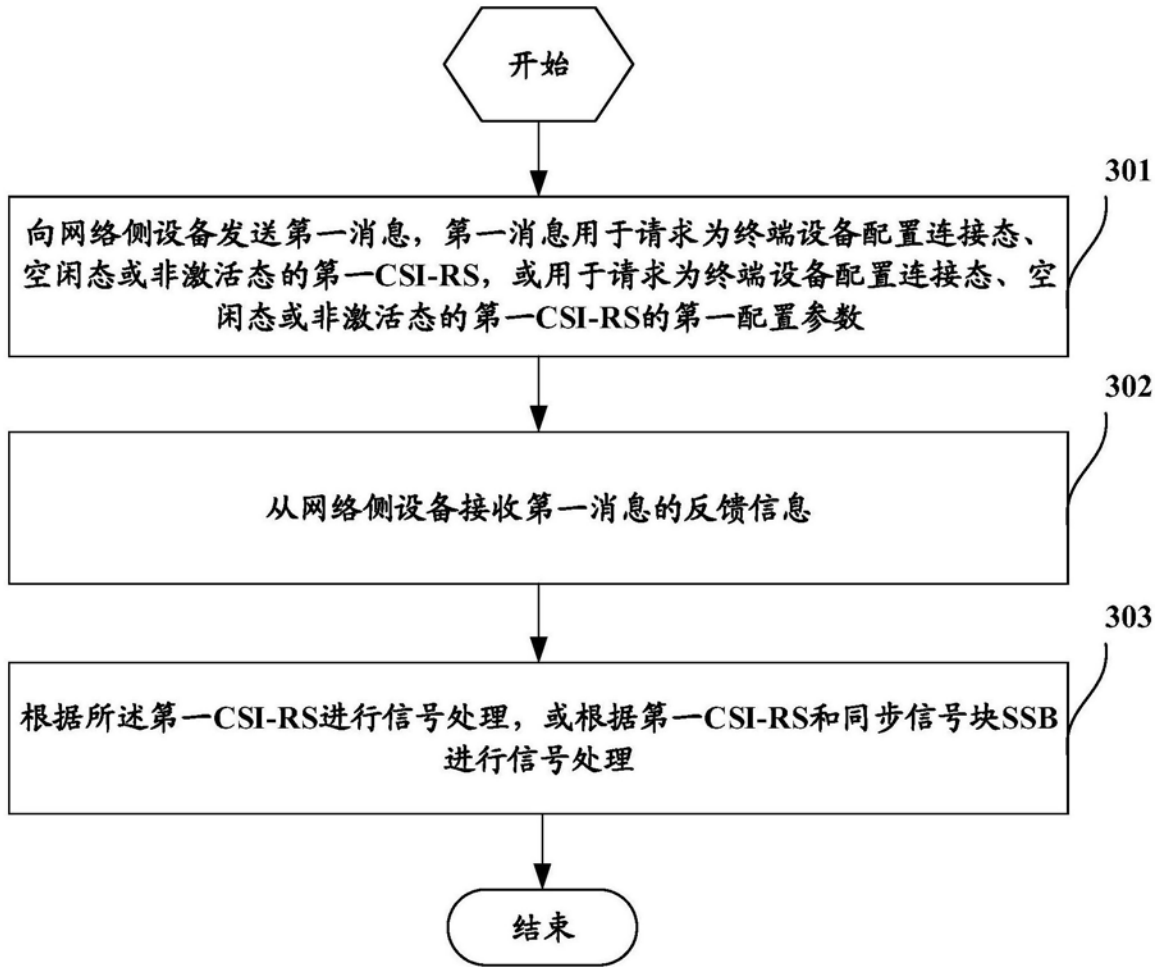 开始
301
向网络侧设备发送第一消息，第一消息用于请求为终端设备配置连接态、
空闲态或非激活态的第一CSI-RS，或用于请求为终端设备配置连接态、空
闲态或非激活态的第一CSI-RS的第一配置参数
302
从网络侧设备接收第一消息的反馈信息
303
根据所述第一CSI-RS进行信号处理，或根据第一CSI-RS和同步信号块SSB
进行信号处理
结束